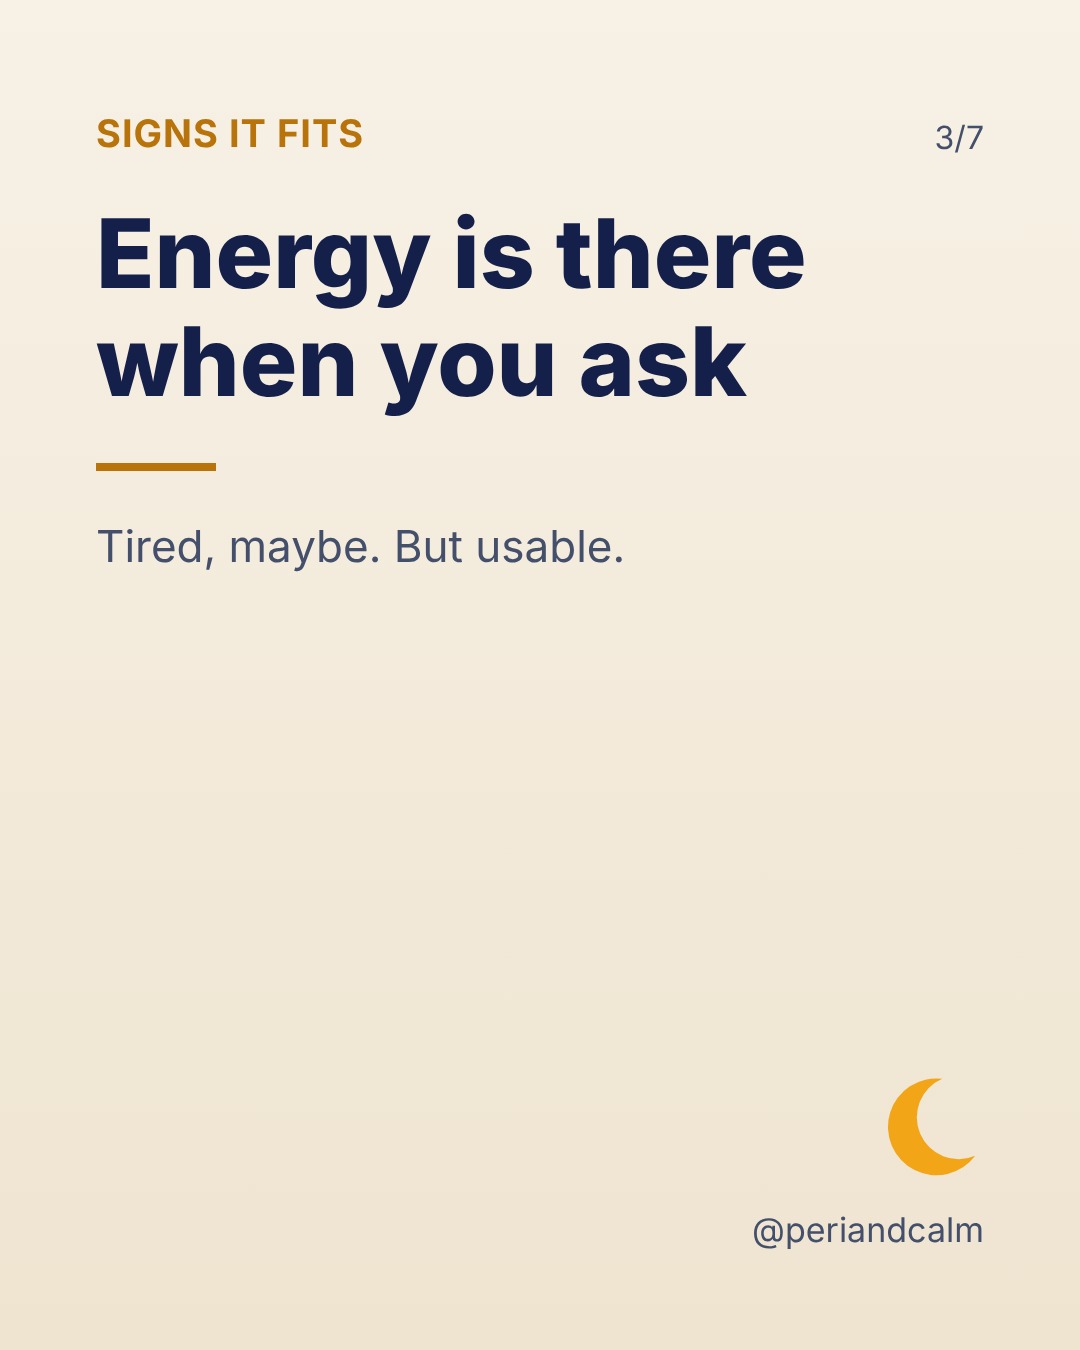 SIGNS IT FITS
3/7
Energy is there
when you ask
Tired, maybe. But usable.
@periandcalm